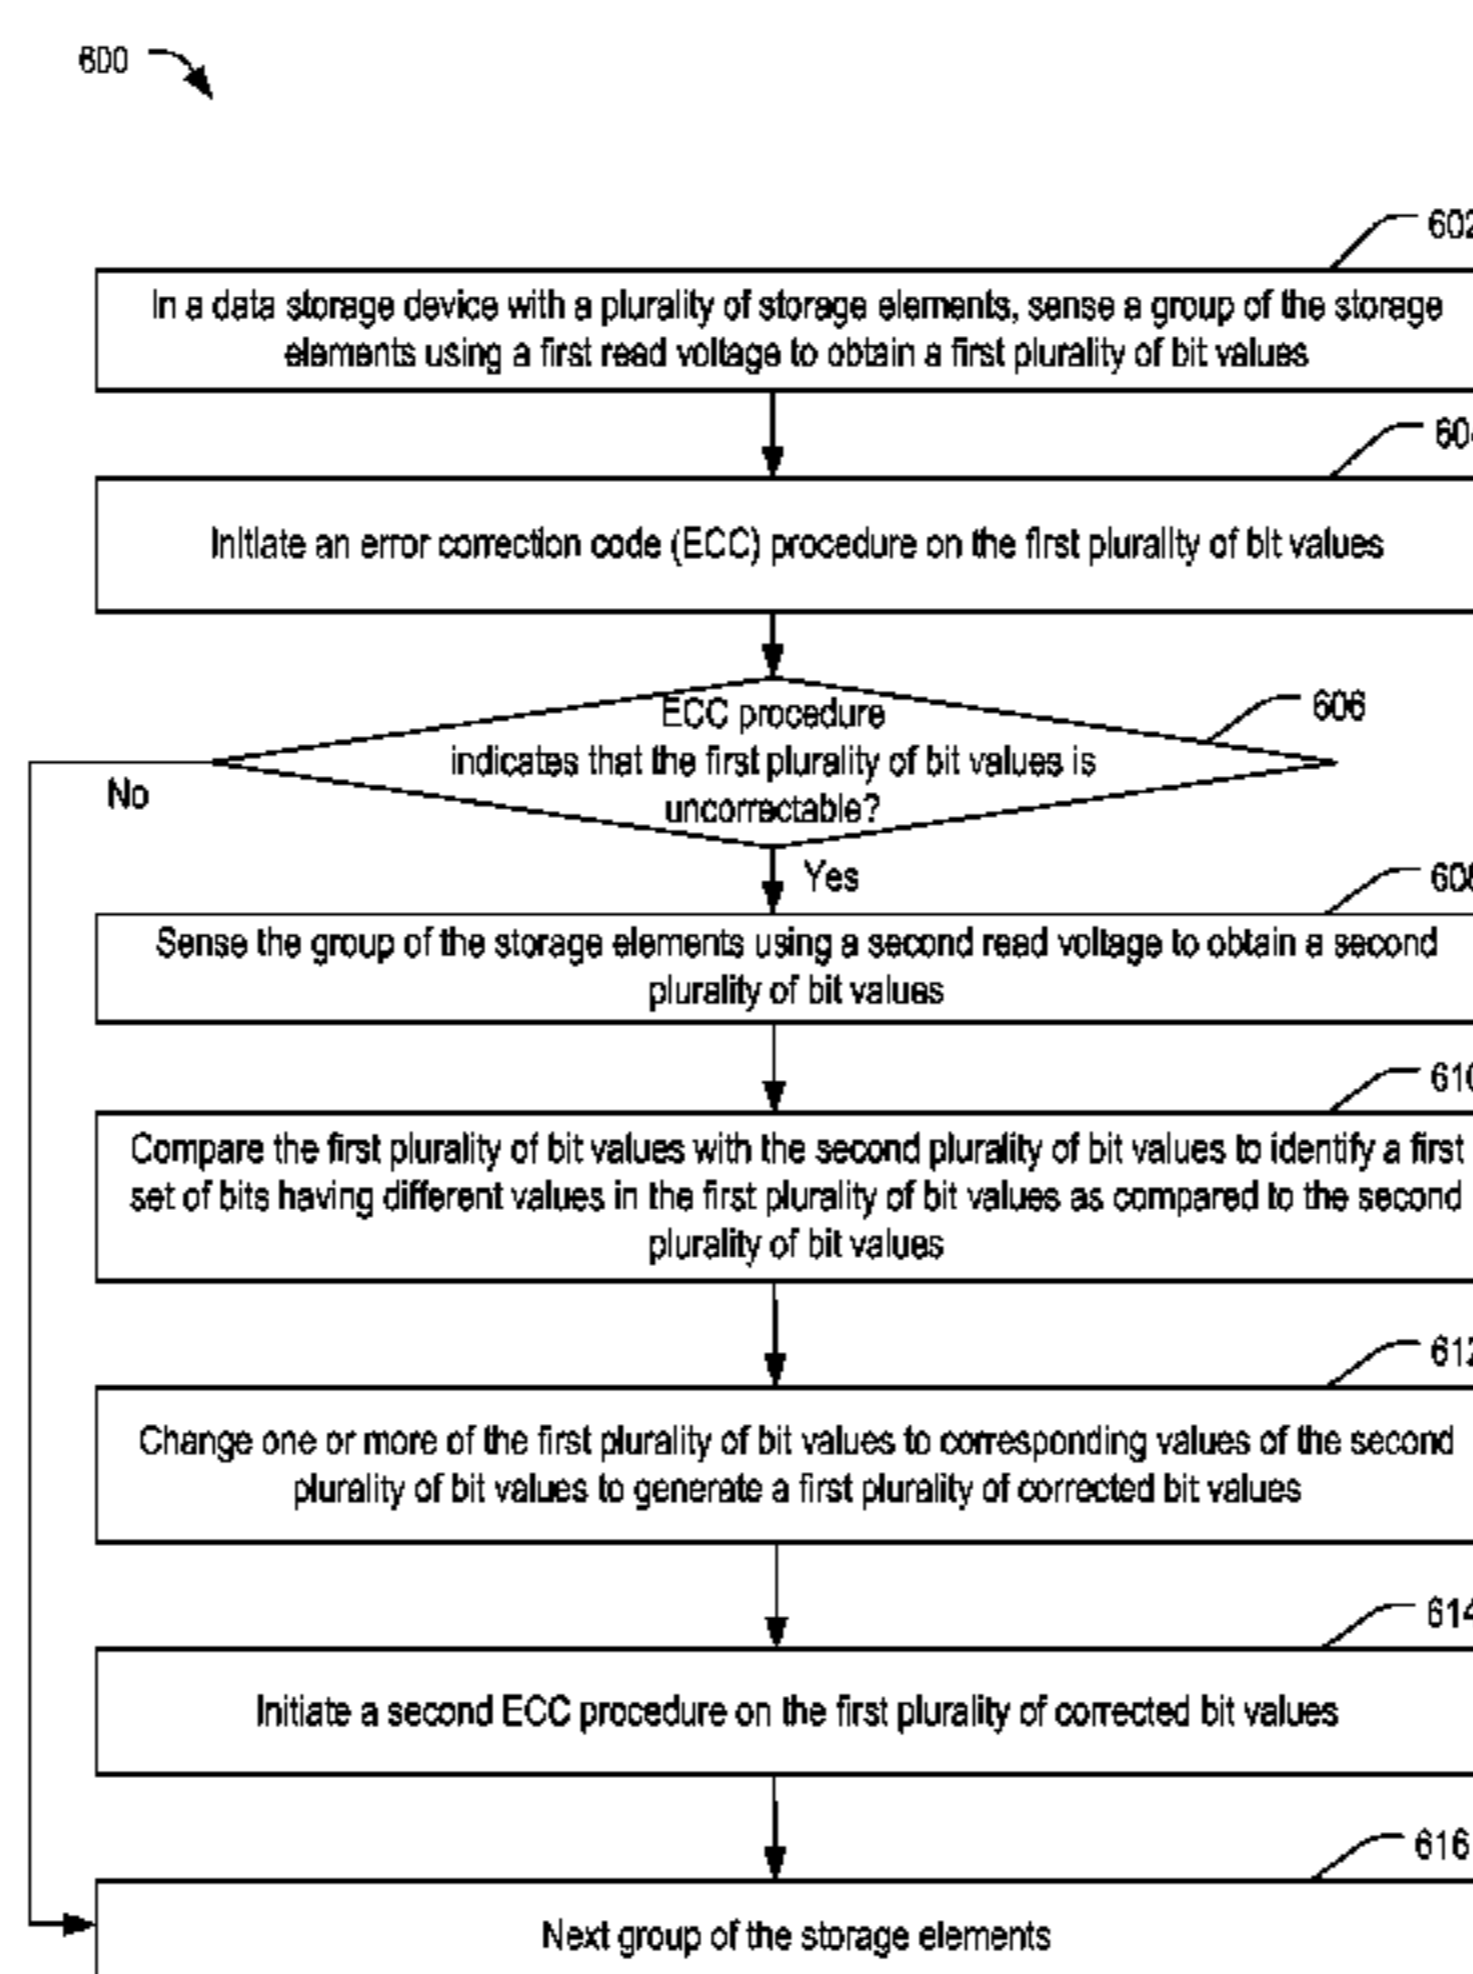 600
602
In a data storage device with a plurality of storage elements, sense a group of the storage
elements using a first read voltage to obtain a first plurality of bit values
604
Initiate an error correction code (ECC) procedure on the first plurality of bit values
ECC procedure
606
indicates that the first plurality of bit values is
No
uncorrectable?
Yes
608
Sense the group of the storage elements using a second read voltage to obtain a second
plurality of bit values
610
Compare the first plurality of bit values with the second plurality of bit values to identify a first
set of bits having different values in the first plurality of bit values as compared to the second
plurality of bit values
612
Change one or more of the first plurality of bit values to corresponding values of the second
plurality of bit values to generate a first plurality of corrected bit values
614
Initiate a second ECC procedure on the first plurality of corrected bit values
616
Next group of the storage elements